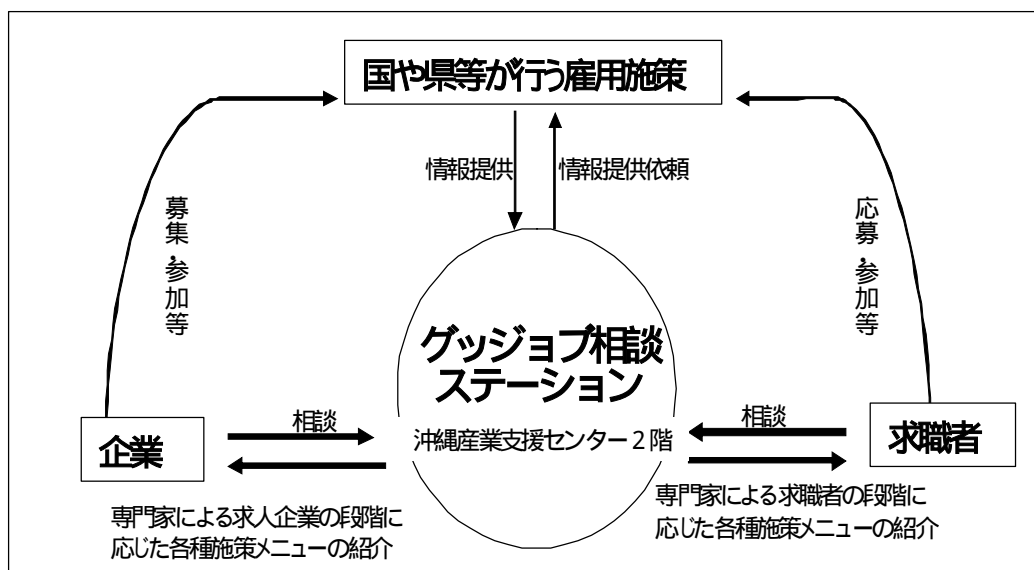 国や県等が行う雇用施策
情報提供
情報提供依頼
募集・参加等
応募・参加等
グッジョブ相談
ステーション
沖縄産業支援センター２階
企業
相談
相談
求職者
専門家による求人企業の段階に
応じた各種施策メニューの紹介
専門家による求職者の段階に
応じた各種施策メニューの紹介